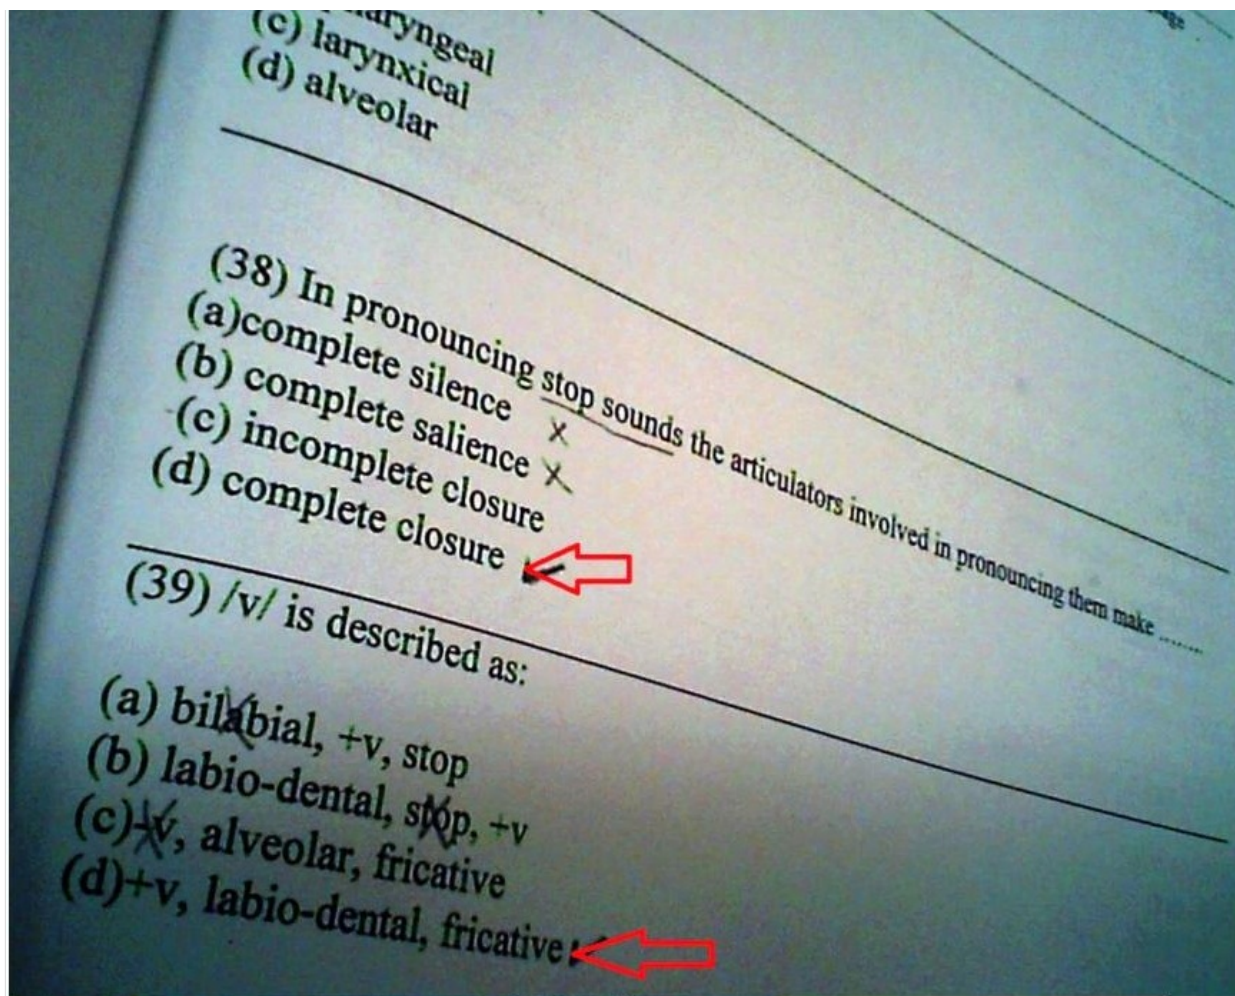 (c) larynxical
(d) alveolar
(38) In pronouncing stop sounds the articulators involved in pronouncing them make ........
(a)complete silence
(b) complete salience
(c) incomplete closure
(d) complete closure
(39) /v/ is described as:
(a) bilabial, +v, stop
(b) labio-dental, stop, +v
(c)-v, alveolar, fricative
(d)+v, labio-dental, fricative